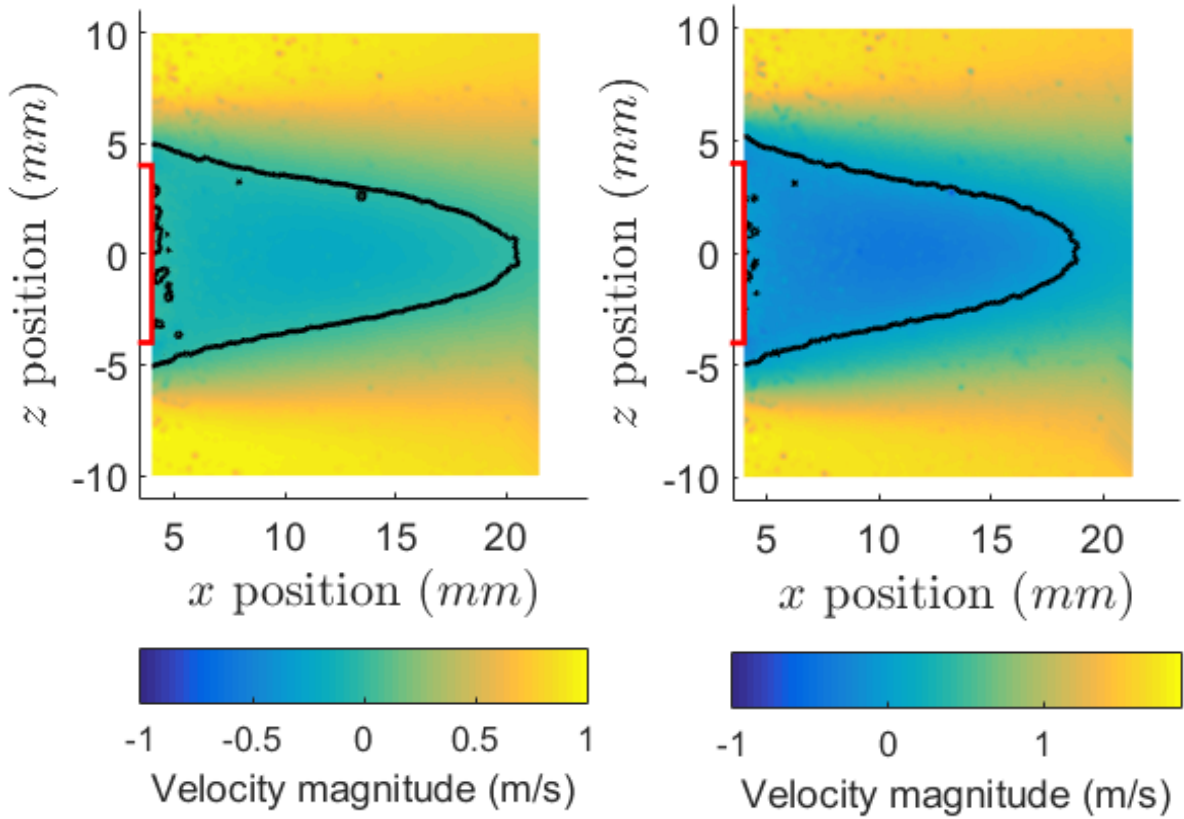 10
5
0
-5
-10
z position (mm)
5 10 15 20
x position (mm)
-1 -0.5 0 0.5 1
Velocity magnitude (m/s)
10
5
0
-5
-10
z position (mm)
5 10 15 20
x position (mm)
-1 0 1
Velocity magnitude (m/s)